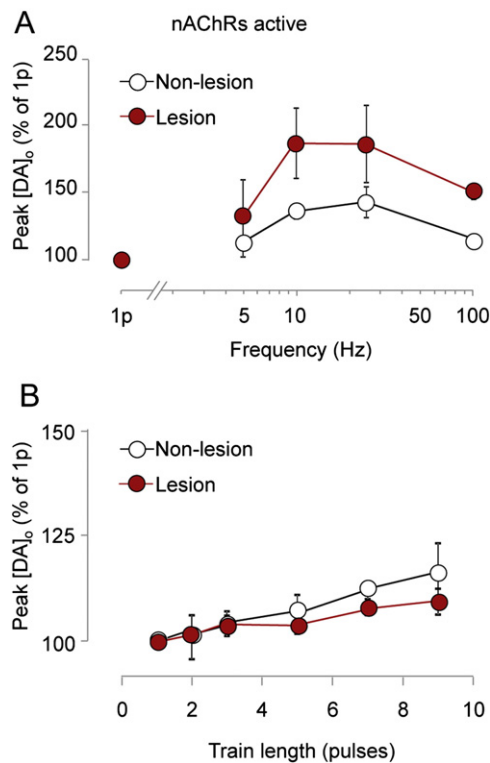 A
nAChRs active
Peak [DA]o (% of 1p)
250
200
150
100
Non-lesion
Lesion
1p
5
10
50
100
Frequency (Hz)
B
Peak [DA]o (% of 1p)
150
125
100
Non-lesion
Lesion
0
2
4
6
8
10
Train length (pulses)